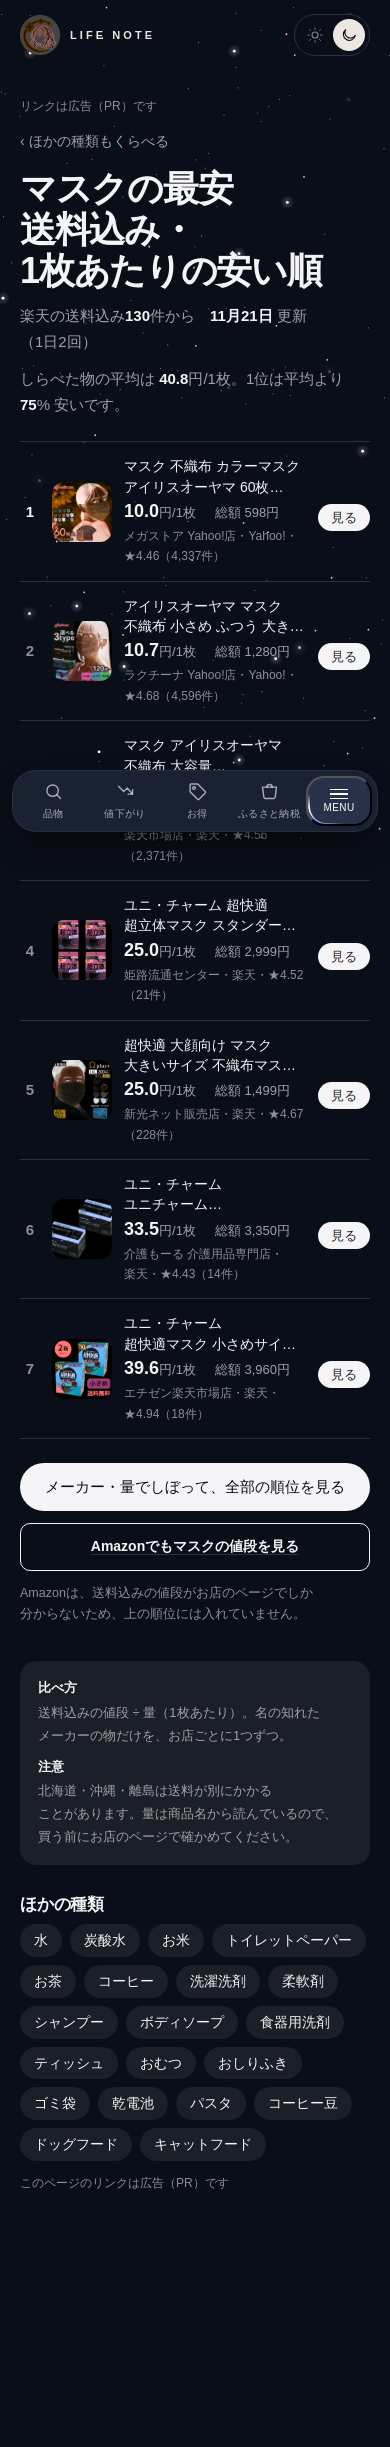 LIFE NOTE
リンクは広告（PR）です
‹ ほかの種類もくらべる
マスクの最安
送料込み・
1枚あたりの安い順
楽天の送料込み130件から　11月21日 更新
（1日2回）
しらべた物の平均は 40.8円/1枚。1位は平均より
75% 安いです。
1
マスク 不織布 カラーマスク
アイリスオーヤマ 60枚…
10.0円/1枚 総額 598円
メガストア Yahoo!店・Yahoo!・
★4.46（4,337件）
見る
2
アイリスオーヤマ マスク
不織布 小さめ ふつう 大き…
10.7円/1枚 総額 1,280円
ラクチーナ Yahoo!店・Yahoo!・
★4.68（4,596件）
見る
マスク アイリスオーヤマ
不織布 大容量…
品物
値下がり
お得
ふるさと納税
MENU
楽天市場店・楽天・★4.56
（2,371件）
4
ユニ・チャーム 超快適
超立体マスク スタンダー…
25.0円/1枚 総額 2,999円
姫路流通センター・楽天・★4.52
（21件）
見る
5
超快適 大顔向け マスク
大きいサイズ 不織布マス…
25.0円/1枚 総額 1,499円
新光ネット販売店・楽天・★4.67
（228件）
見る
6
ユニ・チャーム
ユニチャーム…
33.5円/1枚 総額 3,350円
介護もーる 介護用品専門店・
楽天・★4.43（14件）
見る
7
ユニ・チャーム
超快適マスク 小さめサイ…
39.6円/1枚 総額 3,960円
エチゼン楽天市場店・楽天・
★4.94（18件）
見る
メーカー・量でしぼって、全部の順位を見る
Amazonでもマスクの値段を見る
Amazonは、送料込みの値段がお店のページでしか
分からないため、上の順位には入れていません。
比べ方
送料込みの値段 ÷ 量（1枚あたり）。名の知れた
メーカーの物だけを、お店ごとに1つずつ。
注意
北海道・沖縄・離島は送料が別にかかる
ことがあります。量は商品名から読んでいるので、
買う前にお店のページで確かめてください。
ほかの種類
水 炭酸水 お米 トイレットペーパー
お茶 コーヒー 洗濯洗剤 柔軟剤
シャンプー ボディソープ 食器用洗剤
ティッシュ おむつ おしりふき
ゴミ袋 乾電池 パスタ コーヒー豆
ドッグフード キャットフード
このページのリンクは広告（PR）です